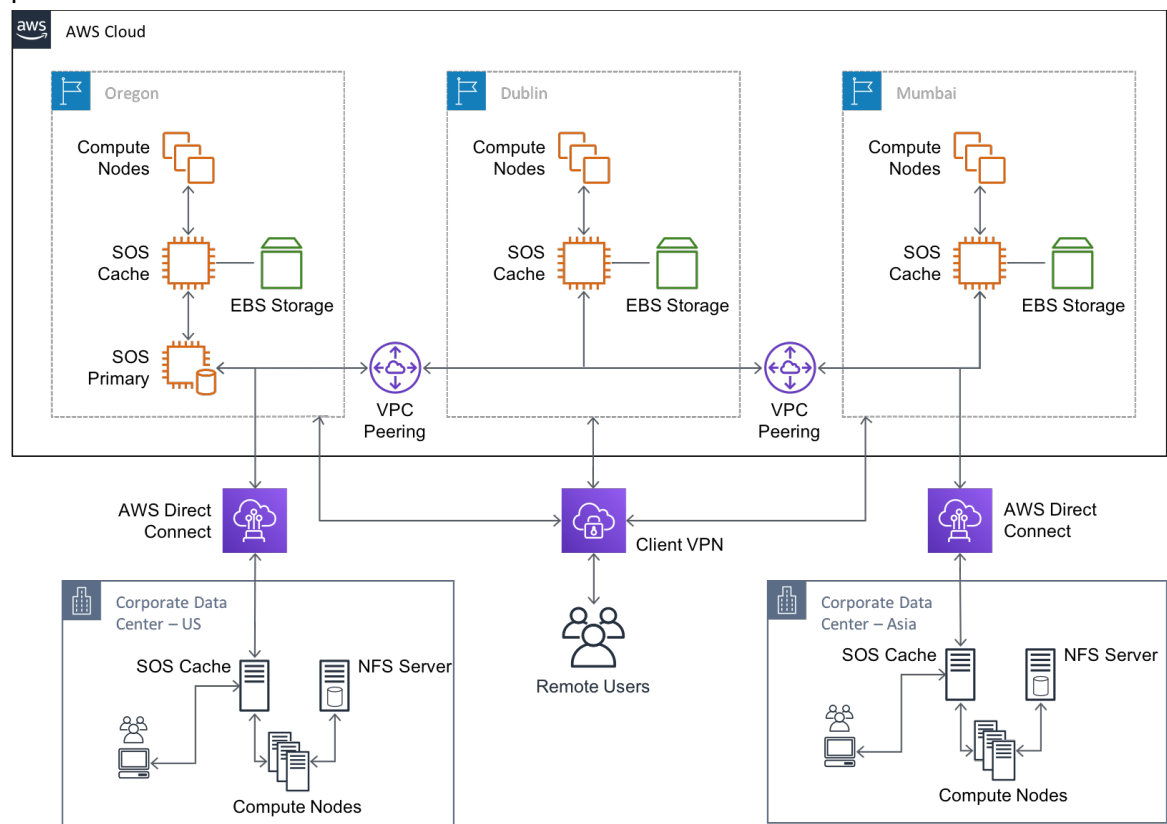 aws
AWS Cloud
Oregon
Dublin
Mumbai
Compute
Nodes
Compute
Nodes
Compute
Nodes
SOS
Cache
SOS
Cache
SOS
Cache
EBS Storage
EBS Storage
EBS Storage
SOS
Primary
VPC
Peering
VPC
Peering
AWS Direct
Connect
Client VPN
AWS Direct
Connect
Corporate Data
Center – US
Corporate Data
Center – Asia
SOS Cache
NFS Server
Remote Users
SOS Cache
NFS Server
Compute Nodes
Compute Nodes